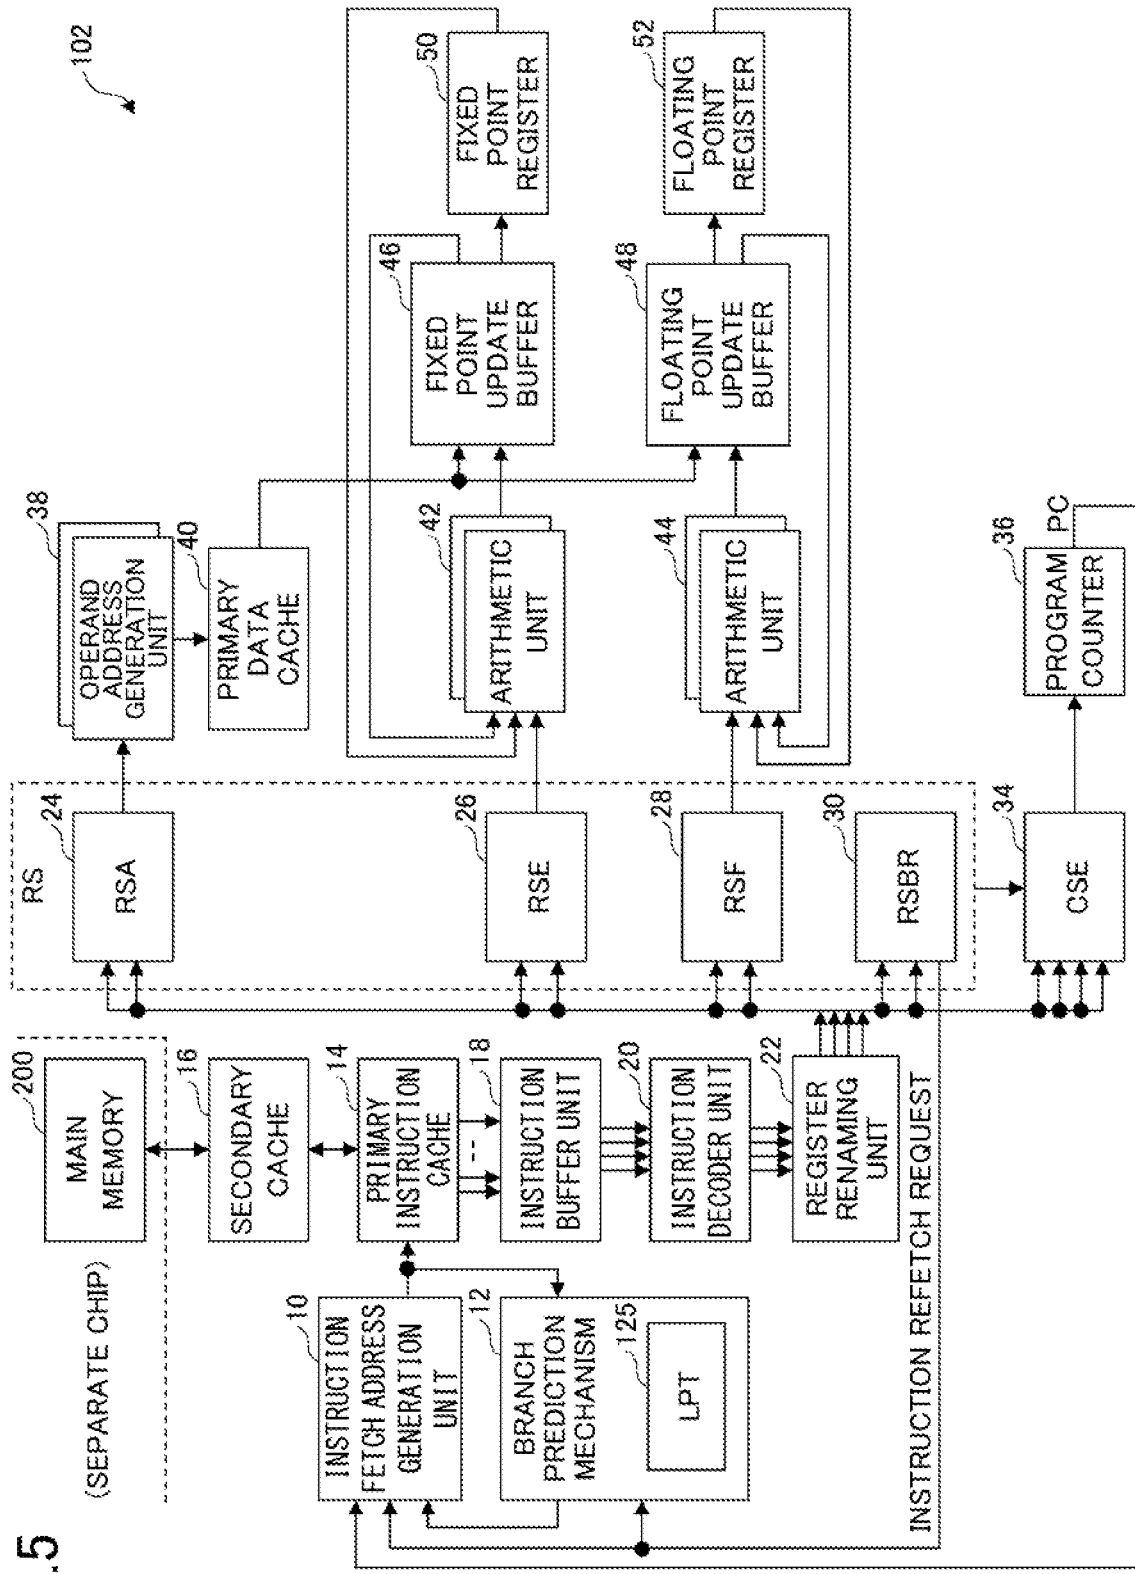 .5
102
(SEPARATE CHIP)
200
MAIN
MEMORY
16
SECONDARY
CACHE
10
INSTRUCTION
FETCH ADDRESS
GENERATION
UNIT
14
PRIMARY
INSTRUCTION
CACHE
12
BRANCH
PREDICTION
MECHANISM
125
LPT
18
INSTRUCTION
BUFFER UNIT
20
INSTRUCTION
DECODER UNIT
22
REGISTER
RENAMING
UNIT
INSTRUCTION REFETCH REQUEST
RS
24
RSA
26
RSE
28
RSF
30
RSBR
34
CSE
38
OPERAND
ADDRESS
GENERATION
UNIT
40
PRIMARY
DATA
CACHE
42
ARITHMETIC
UNIT
44
ARITHMETIC
UNIT
36
PROGRAM
COUNTER
PC
46
FIXED
POINT
UPDATE
BUFFER
48
FLOATING
POINT
UPDATE
BUFFER
50
FIXED
POINT
REGISTER
52
FLOATING
POINT
REGISTER